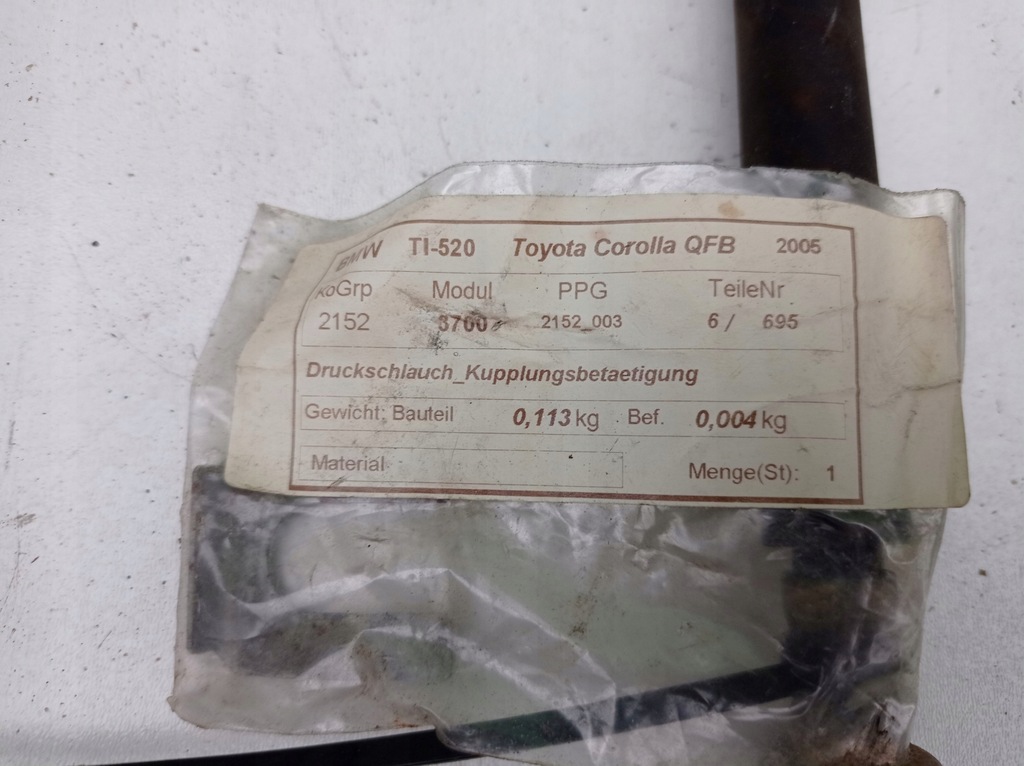 BMW TI-520 Toyota Corolla QFB 2005
KoGrp Modul PPG TeileNr
2152 3700 2152_003 6 / 695
Druckschlauch_Kupplungsbetaetigung
Gewicht: Bauteil 0,113 kg Bef. 0,004 kg
Material Menge(St): 1